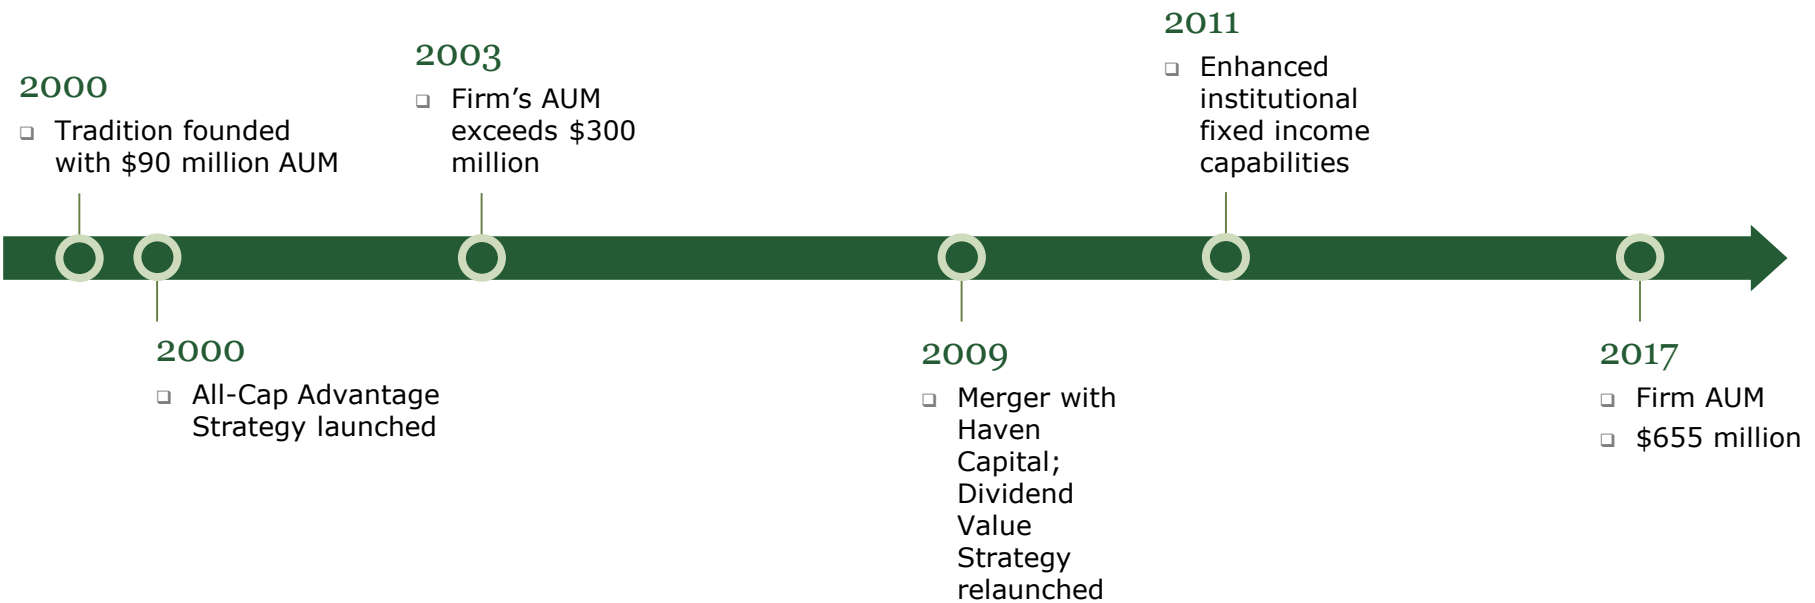 2000
❑ Tradition founded
with $90 million AUM
2003
❑ Firm’s AUM
exceeds $300
million
2011
❑ Enhanced
institutional
fixed income
capabilities
2000
❑ All-Cap Advantage
Strategy launched
2009
❑ Merger with
Haven
Capital;
Dividend
Value
Strategy
relaunched
2017
❑ Firm AUM
❑ $655 million